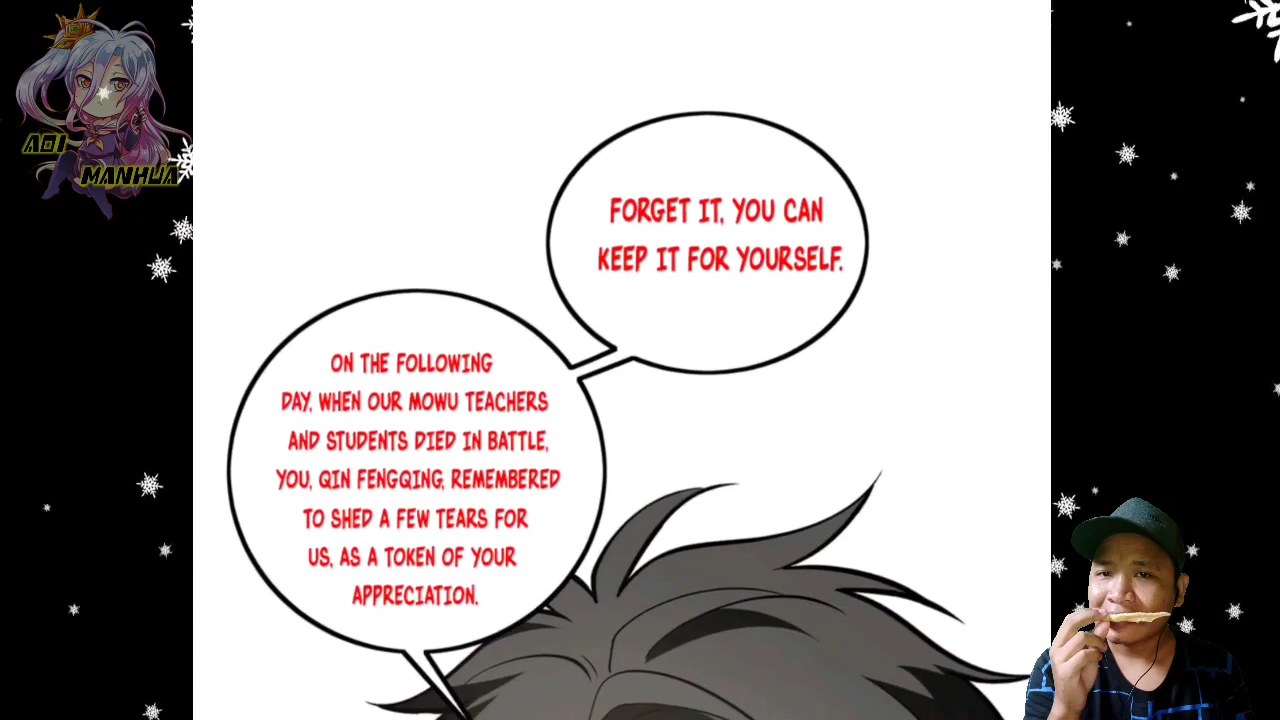 AOI
MANHUA
FORGET IT, YOU CAN
KEEP IT FOR YOURSELF.
ON THE FOLLOWING
DAY, WHEN OUR MOWU TEACHERS
AND STUDENTS DIED IN BATTLE,
YOU, QIN FENGQING, REMEMBERED
TO SHED A FEW TEARS FOR
US, AS A TOKEN OF YOUR
APPRECIATION.